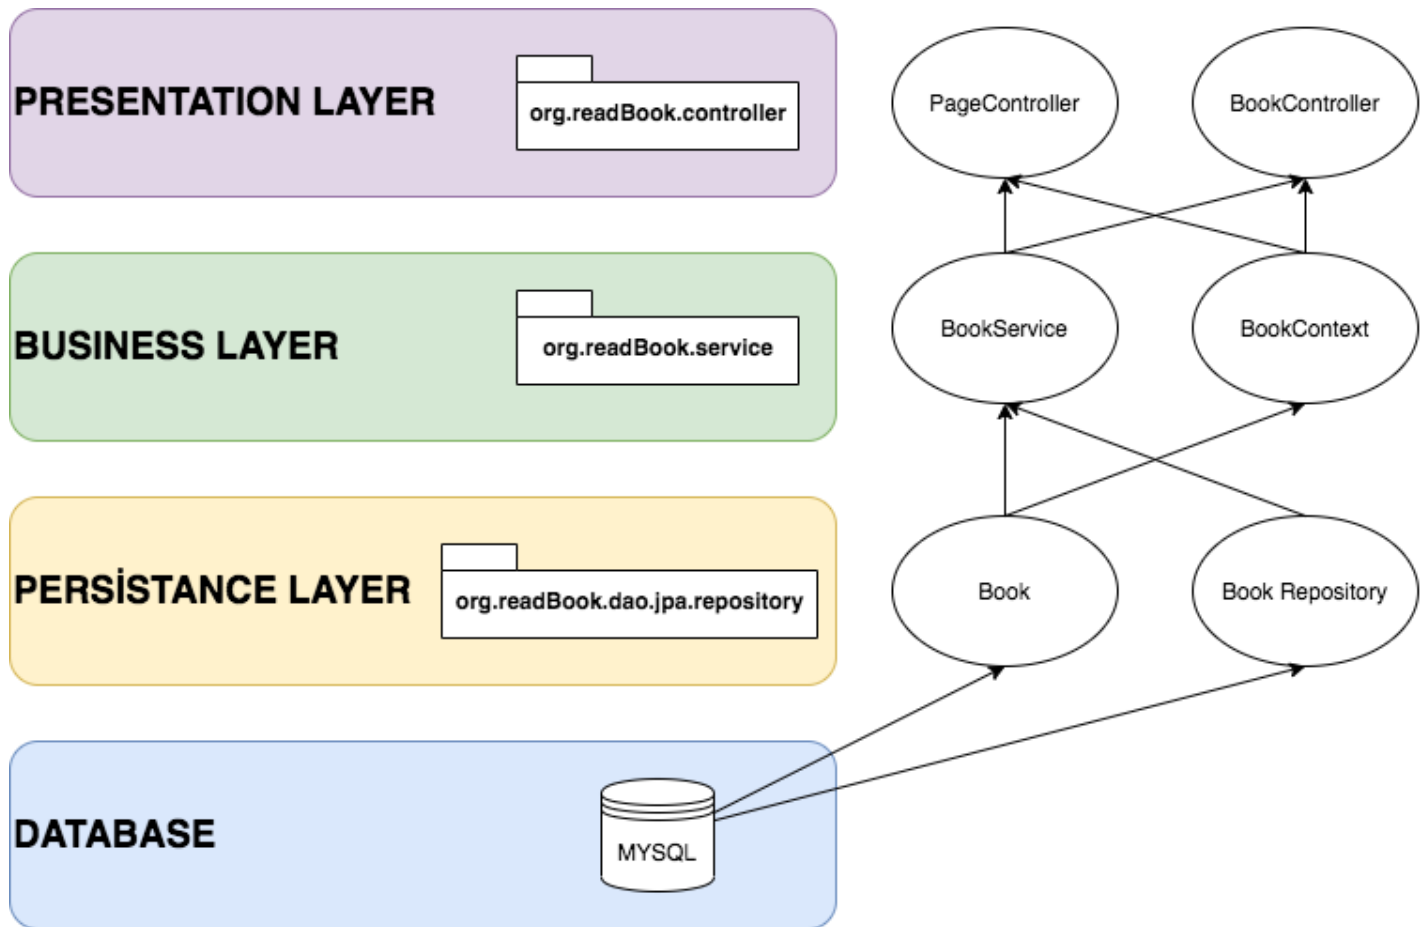 PRESENTATION LAYER
org.readBook.controller
PageController
BookController
BUSINESS LAYER
org.readBook.service
BookService
BookContext
PERSİSTANCE LAYER
org.readBook.dao.jpa.repository
Book
Book Repository
DATABASE
MYSQL